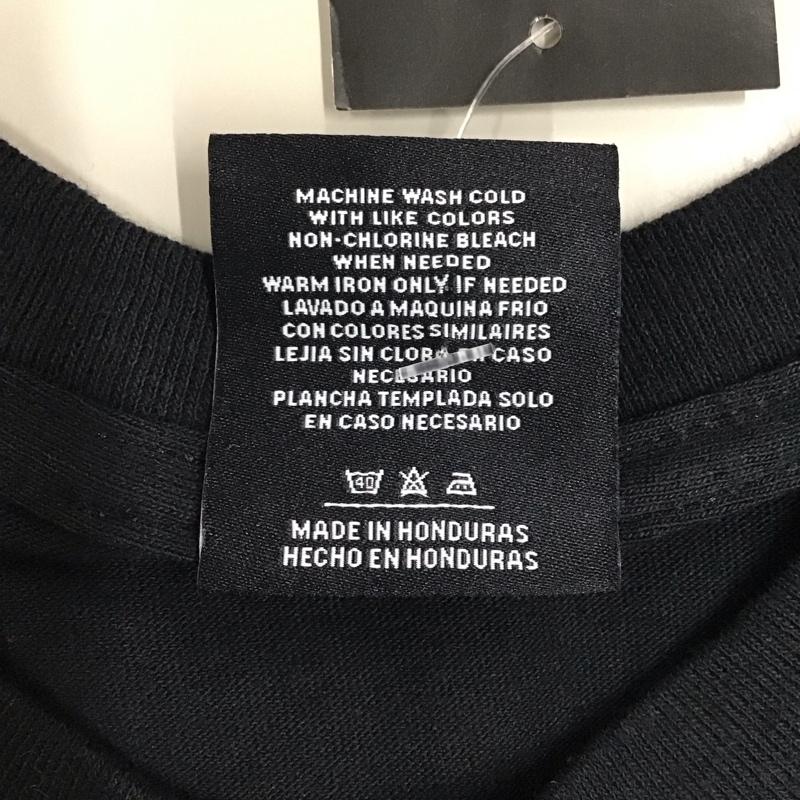 MACHINE WASH COLD
WITH LIKE COLORS
NON-CHLORINE BLEACH
WHEN NEEDED
WARM IRON ONLY IF NEEDED
LAVADO A MAQUINA FRIO
CON COLORES SIMILAIRES
LEJIA SIN CLORO EN CASO
NECESARIO
PLANCHA TEMPLADA SOLO
EN CASO NECESARIO
40
MADE IN HONDURAS
HECHO EN HONDURAS